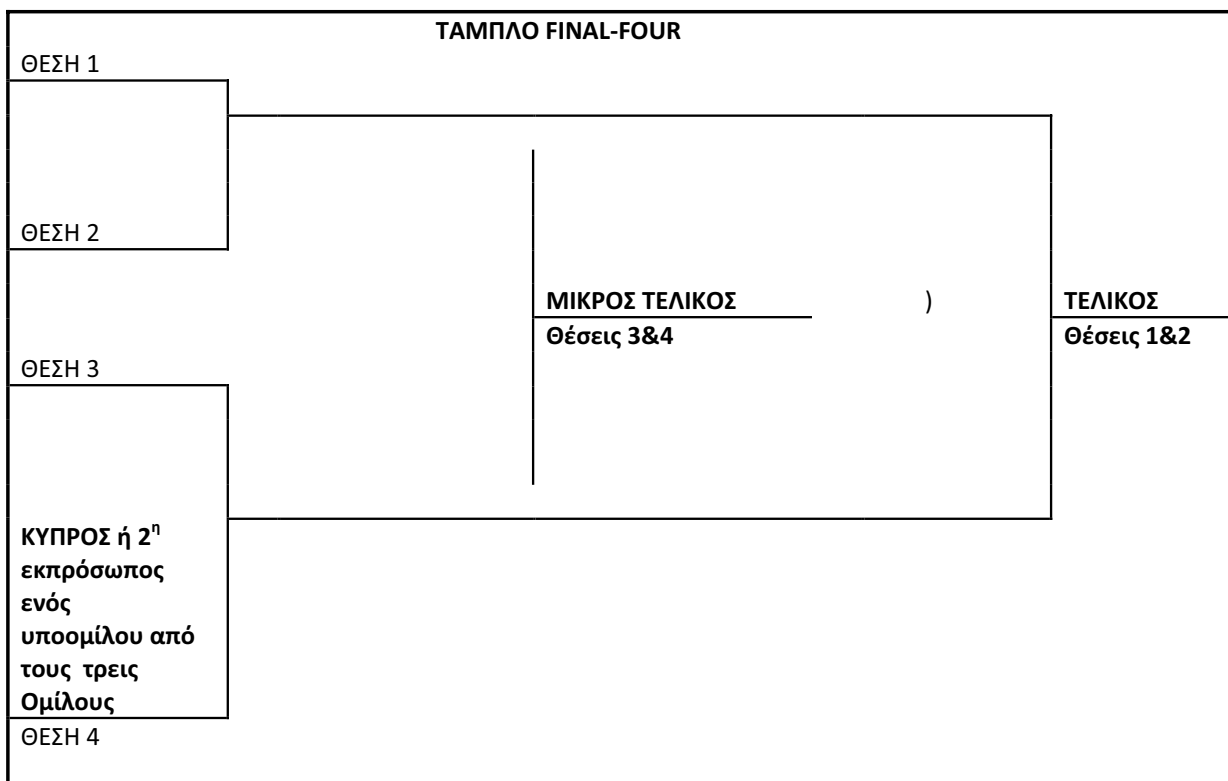 ΤΑΜΠΛΟ FINAL-FOUR
ΘΕΣΗ 1
ΘΕΣΗ 2
ΜΙΚΡΟΣ ΤΕΛΙΚΟΣ )
Θέσεις 3&4
ΤΕΛΙΚΟΣ
Θέσεις 1&2
ΘΕΣΗ 3
ΚΥΠΡΟΣ ή 2η
εκπρόσωπος
ενός
υποομίλου από
τους τρεις
Ομίλους
ΘΕΣΗ 4